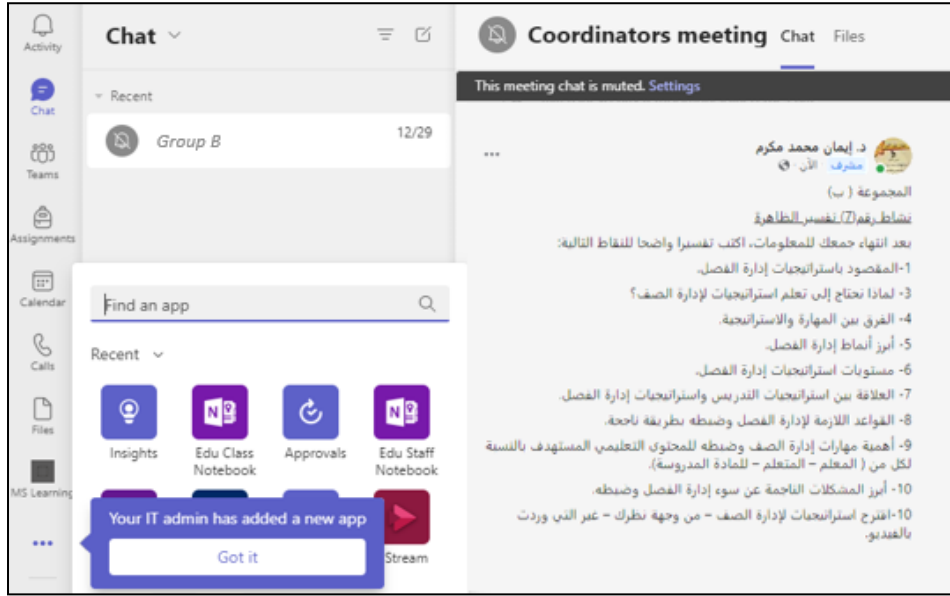 Activity
Chat
Teams
Assignments
Calendar
Calls
Files
MS Learning
Chat
Recent
Group B
12/29
Find an app
Recent
Insights
Edu Class
Notebook
Approvals
Edu Staff
Notebook
Your IT admin has added a new app
Got it
Stream
Coordinators meeting Chat Files
This meeting chat is muted. Settings
د. إيمان محمد مكرم
مشرف · الآن ·
المجموعة ( ب)
نشاط رقم(7) تفسير الظاهرة
بعد انتهاء جمعك للمعلومات، اكتب تفسيرا واضحا للنقاط التالية:
1-المقصود باستراتيجيات إدارة الفصل.
3- لماذا نحتاج إلى تعلم استراتيجيات لإدارة الصف؟
4- الفرق بين المهارة والاستراتيجية.
5- أبرز أنماط إدارة الفصل.
6- مستويات استراتيجيات إدارة الفصل.
7- العلاقة بين استراتيجيات التدريس واستراتيجيات إدارة الفصل.
8- القواعد اللازمة لإدارة الفصل وضبطه بطريقة ناجحة.
9- أهمية مهارات إدارة الصف وضبطه للمحتوى التعليمي المستهدف بالنسبة
لكل من ( المعلم – المتعلم – للمادة المدروسة).
10- أبرز المشكلات الناجمة عن سوء إدارة الفصل وضبطه.
10-اقترح استراتيجيات لإدارة الصف – من وجهة نظرك – غير التي وردت
بالفيديو.